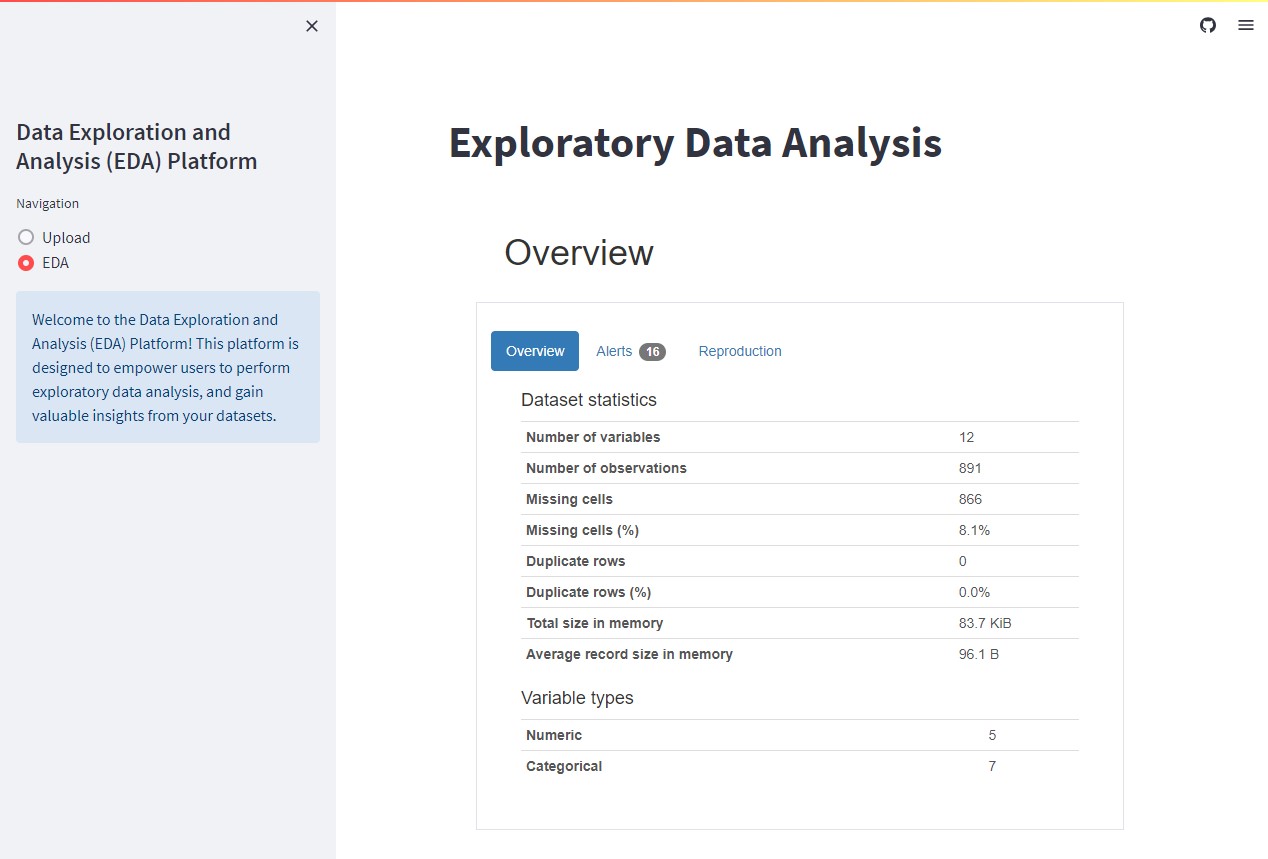 Data Exploration and
Analysis (EDA) Platform
Navigation
Upload
EDA
Welcome to the Data Exploration and
Analysis (EDA) Platform! This platform is
designed to empower users to perform
exploratory data analysis, and gain
valuable insights from your datasets.
Exploratory Data Analysis
Overview
Overview Alerts 16 Reproduction
Dataset statistics
Number of variables 12
Number of observations 891
Missing cells 866
Missing cells (%) 8.1%
Duplicate rows 0
Duplicate rows (%) 0.0%
Total size in memory 83.7 KiB
Average record size in memory 96.1 B
Variable types
Numeric 5
Categorical 7